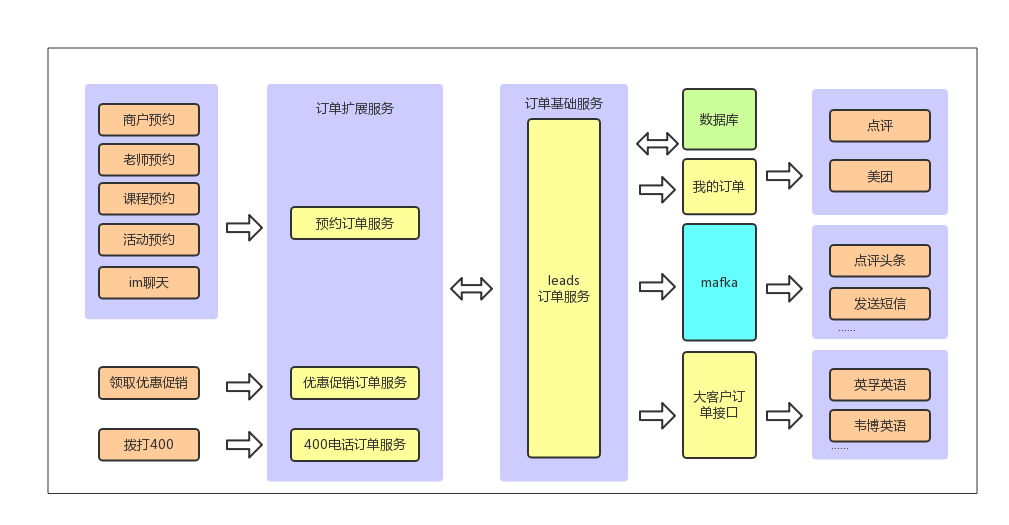 商户预约
老师预约
课程预约
活动预约
im聊天
领取优惠促销
拨打400
订单扩展服务
预约订单服务
优惠促销订单服务
400电话订单服务
订单基础服务
leads
订单服务
数据库
我的订单
mafka
大客户订
单接口
点评
美团
点评头条
发送短信
......
英孚英语
韦博英语
......